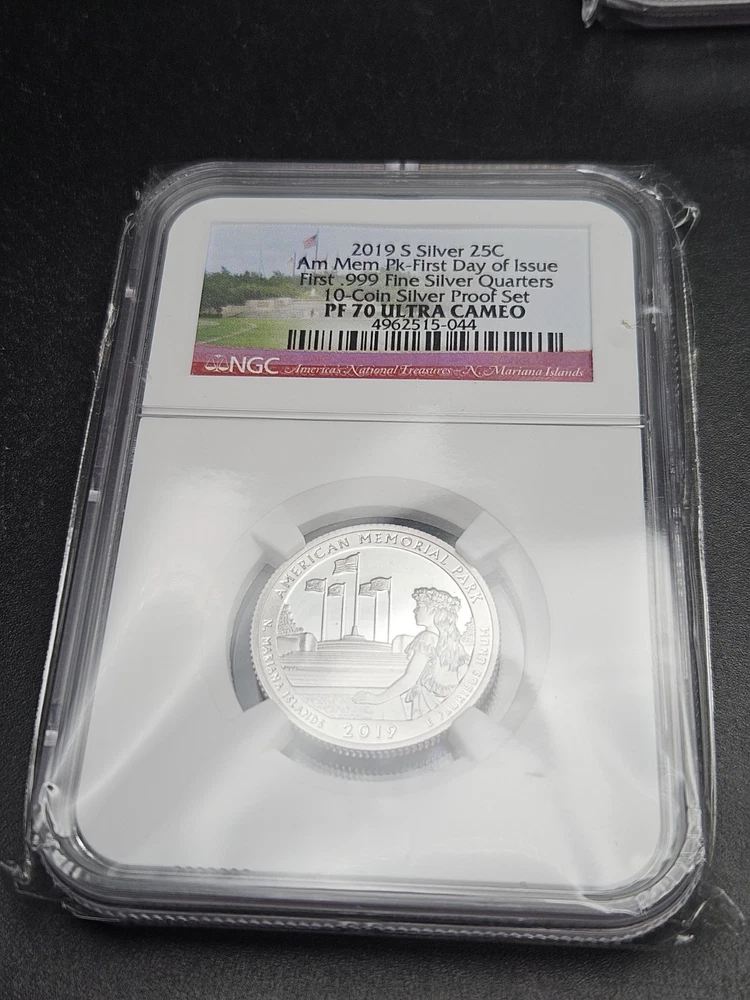 2019 S Silver 25C
Am Mem Pk-First Day of Issue
First .999 Fine Silver Quarters
10-Coin Silver Proof Set
PF 70 ULTRA CAMEO
4962515-044
NGC America's National Treasures - N. Mariana Islands
AMERICAN MEMORIAL PARK
N. MARIANA ISLANDS
2019
E PLURIBUS UNUM